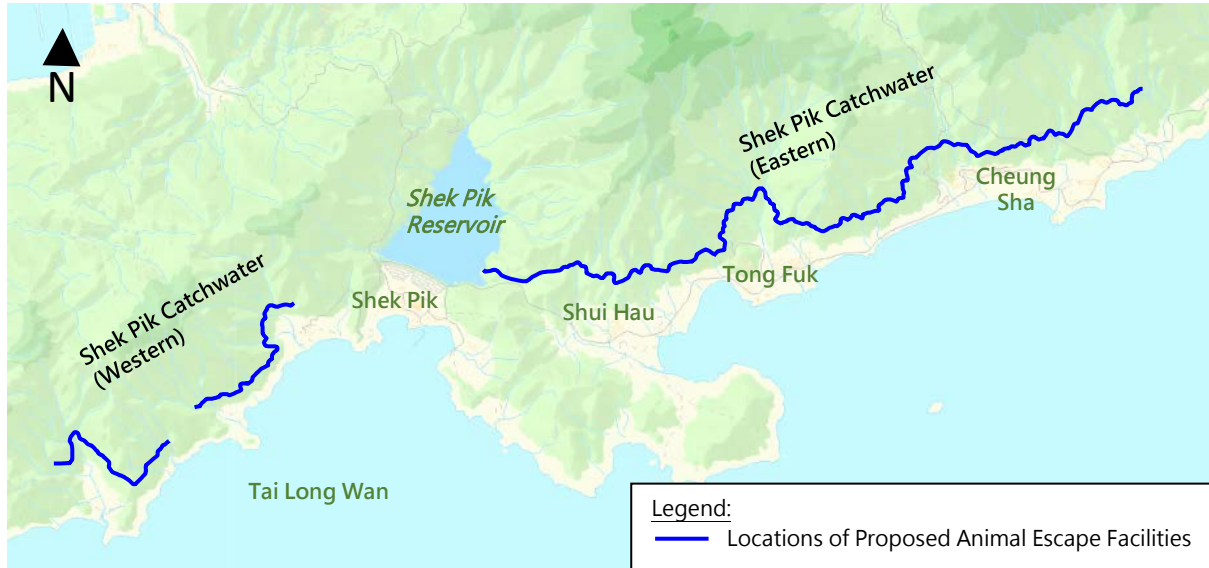 N
Shek Pik Catchwater
(Eastern)
Cheung
Sha
Shek Pik
Reservoir
Tong Fuk
Shek Pik Catchwater
(Western)
Shek Pik
Shui Hau
Tai Long Wan
Legend:
Locations of Proposed Animal Escape Facilities